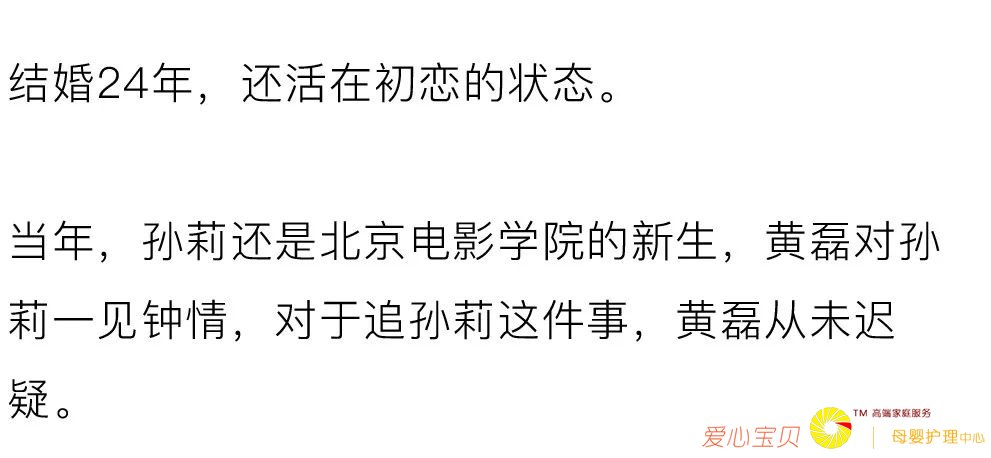 结婚24年，还活在初恋的状态。
当年，孙莉还是北京电影学院的新生，黄磊对孙
莉一见钟情，对于追孙莉这件事，黄磊从未迟
疑。
TM 高端家庭服务
爱心宝贝 | 母婴护理中心